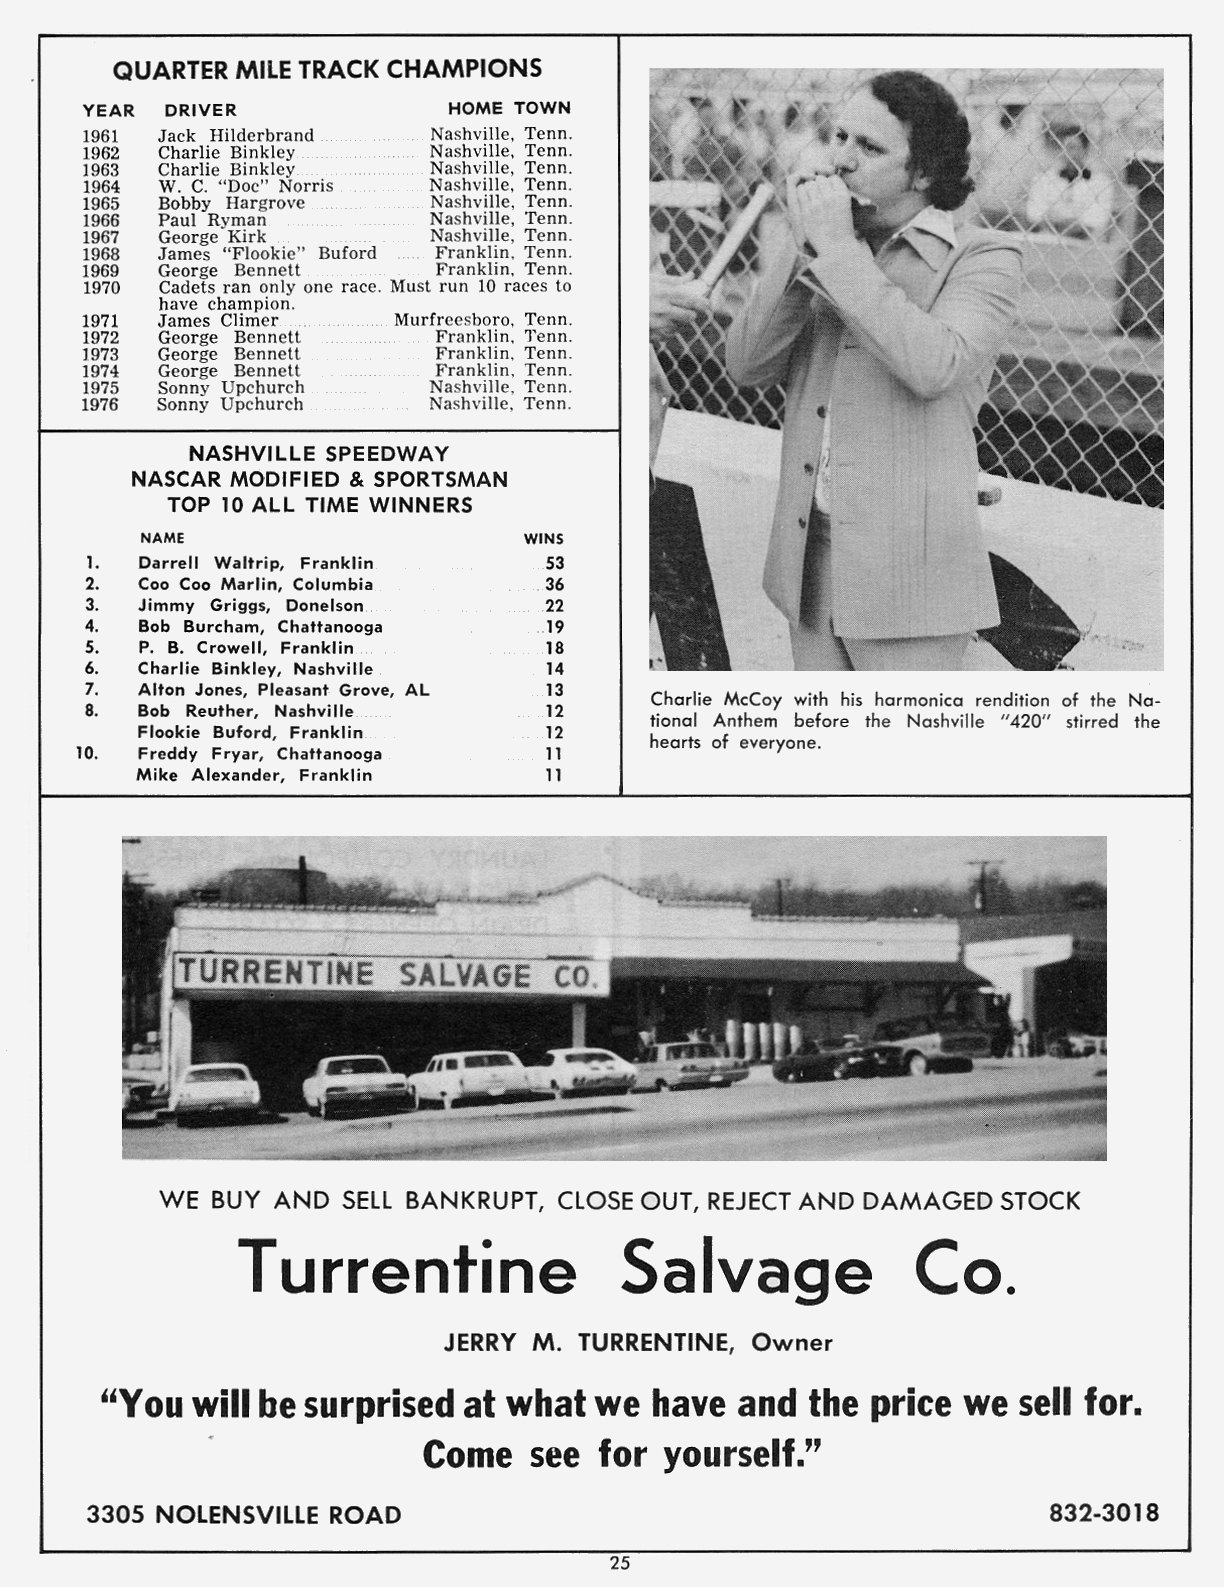 QUARTER MILE TRACK CHAMPIONS
YEAR DRIVER HOME TOWN
1961 Jack Hilderbrand Nashville, Tenn.
1962 Charlie Binkley Nashville, Tenn.
1963 Charlie Binkley Nashville, Tenn.
1964 W. C. "Doc" Norris Nashville, Tenn.
1965 Bobby Hargrove Nashville, Tenn.
1966 Paul Ryman Nashville, Tenn.
1967 George Kirk Nashville, Tenn.
1968 James "Flookie" Buford Franklin, Tenn.
1969 George Bennett Franklin, Tenn.
1970 Cadets ran only one race. Must run 10 races to
have champion.
1971 James Climer Murfreesboro, Tenn.
1972 George Bennett Franklin, Tenn.
1973 George Bennett Franklin, Tenn.
1974 George Bennett Franklin, Tenn.
1975 Sonny Upchurch Nashville, Tenn.
1976 Sonny Upchurch Nashville, Tenn.
NASHVILLE SPEEDWAY
NASCAR MODIFIED & SPORTSMAN
TOP 10 ALL TIME WINNERS
NAME WINS
1. Darrell Waltrip, Franklin 53
2. Coo Coo Marlin, Columbia 36
3. Jimmy Griggs, Donelson 22
4. Bob Burcham, Chattanooga 19
5. P. B. Crowell, Franklin 18
6. Charlie Binkley, Nashville 14
7. Alton Jones, Pleasant Grove, AL 13
8. Bob Reuther, Nashville 12
Flookie Buford, Franklin 12
10. Freddy Fryar, Chattanooga 11
Mike Alexander, Franklin 11
Charlie McCoy with his harmonica rendition of the Na-
tional Anthem before the Nashville "420" stirred the
hearts of everyone.
TURRENTINE SALVAGE CO.
WE BUY AND SELL BANKRUPT, CLOSE OUT, REJECT AND DAMAGED STOCK
Turrentine Salvage Co.
JERRY M. TURRENTINE, Owner
"You will be surprised at what we have and the price we sell for.
Come see for yourself."
3305 NOLENSVILLE ROAD 832-3018
25